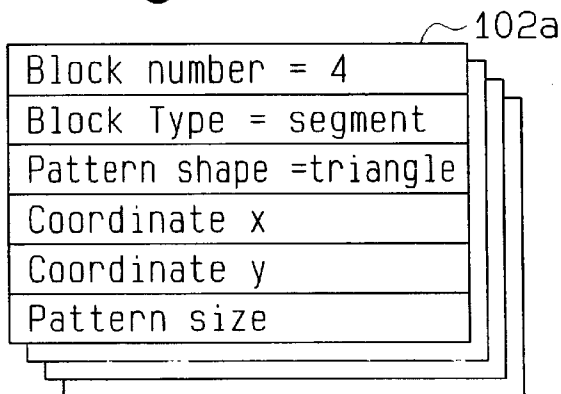 102a
Block number = 4
Block Type = segment
Pattern shape =triangle
Coordinate x
Coordinate y
Pattern size